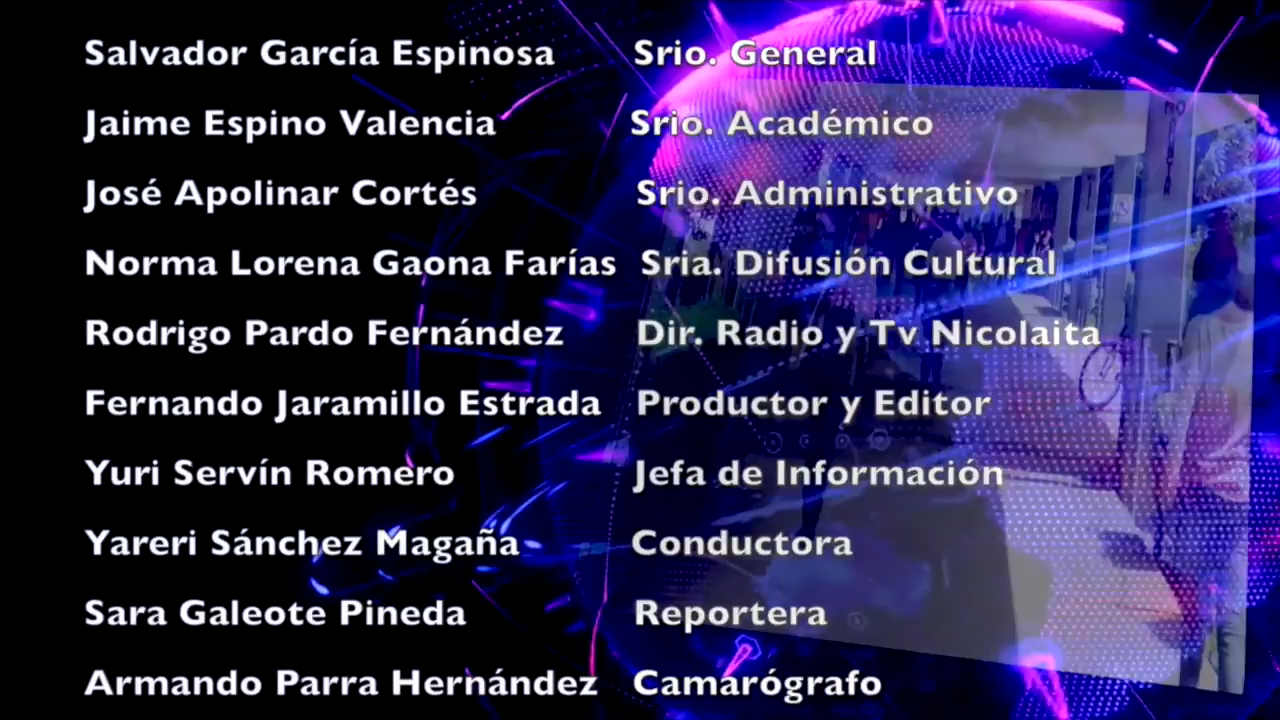 Salvador García Espinosa Srio. General
Jaime Espino Valencia Srio. Académico
José Apolinar Cortés Srio. Administrativo
Norma Lorena Gaona Farías Sria. Difusión Cultural
Rodrigo Pardo Fernández Dir. Radio y Tv Nicolaita
Fernando Jaramillo Estrada Productor y Editor
Yuri Servín Romero Jefa de Información
Yareri Sánchez Magaña Conductora
Sara Galeote Pineda Reportera
Armando Parra Hernández Camarógrafo